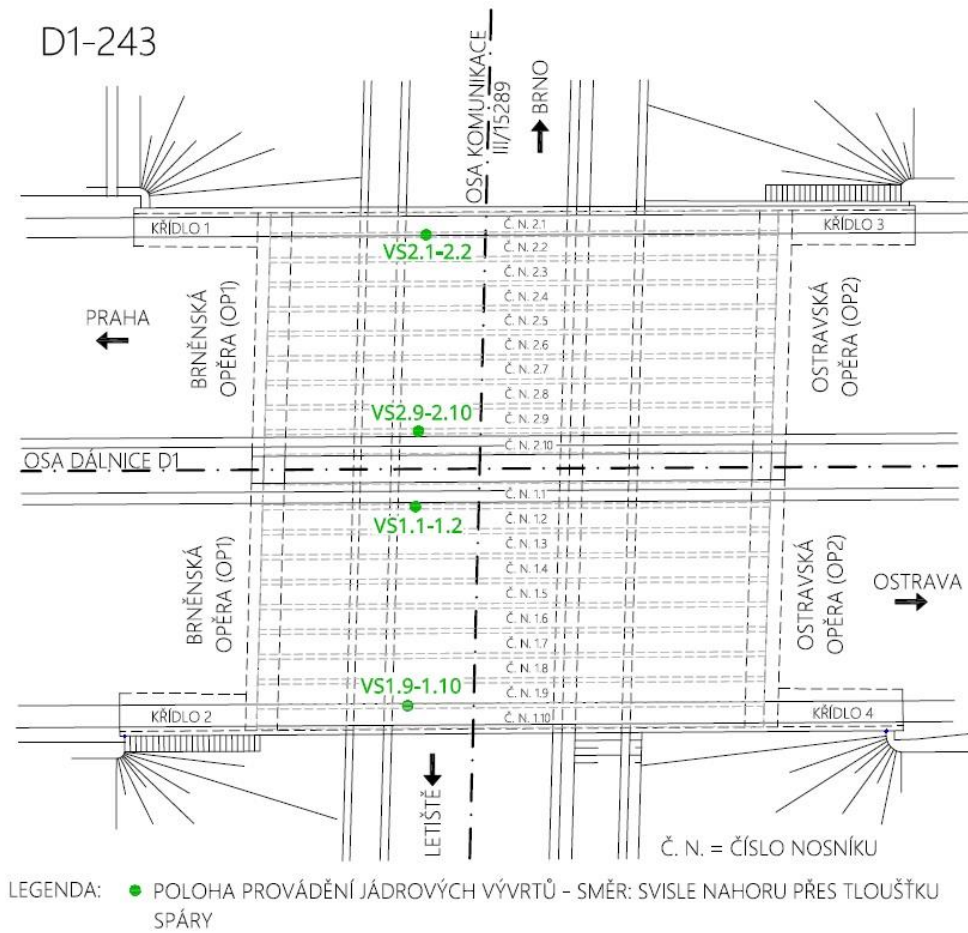 D1-243
OSA KOMUNIKACE
III/15289
BRNO
KŘÍDLO 1
Č. N. 2.1
KŘÍDLO 3
VS2.1-2.2
Č. N. 2.2
Č. N. 2.3
Č. N. 2.4
PRAHA
BRNĚNSKÁ
OPĚRA (OP1)
Č. N. 2.5
OSTRAVSKÁ
OPĚRA (OP2)
Č. N. 2.6
Č. N. 2.7
Č. N. 2.8
VS2.9-2.10
Č. N. 2.9
Č. N. 2.10
OSA DÁLNICE D1
Č. N. 1.1
VS1.1-1.2
Č. N. 1.2
Č. N. 1.3
Č. N. 1.4
BRNĚNSKÁ
OPĚRA (OP1)
Č. N. 1.5
OSTRAVSKÁ
OPĚRA (OP2)
OSTRAVA
Č. N. 1.6
Č. N. 1.7
Č. N. 1.8
VS1.9-1.10
Č. N. 1.9
KŘÍDLO 2
Č. N. 1.10
KŘÍDLO 4
LETIŠTĚ
Č. N. = ČÍSLO NOSNÍKU
LEGENDA: POLOHA PROVÁDĚNÍ JÁDROVÝCH VÝVRTŮ – SMĚR: SVISLE NAHORU PŘES TLOUŠŤKU
SPÁRY